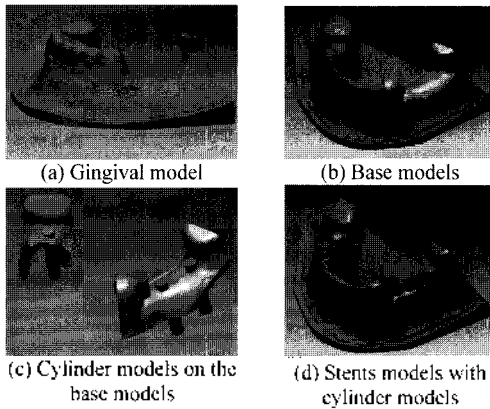 (a) Gingival model
(b) Base models
(c) Cylinder models on the
base models
(d) Stents models with
cylinder models